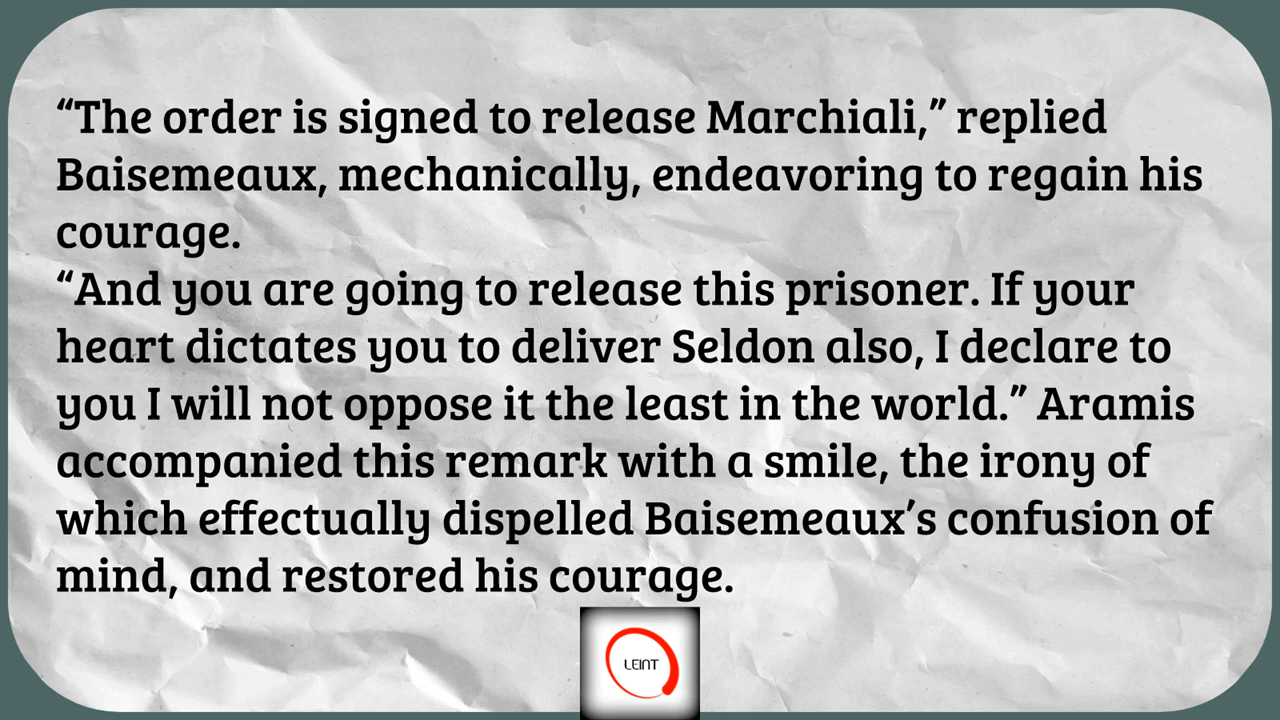 “The order is signed to release Marchiali,” replied
Baisemeaux, mechanically, endeavoring to regain his
courage.
“And you are going to release this prisoner. If your
heart dictates you to deliver Seldon also, I declare to
you I will not oppose it the least in the world.” Aramis
accompanied this remark with a smile, the irony of
which effectually dispelled Baisemeaux’s confusion of
mind, and restored his courage.
LEINT